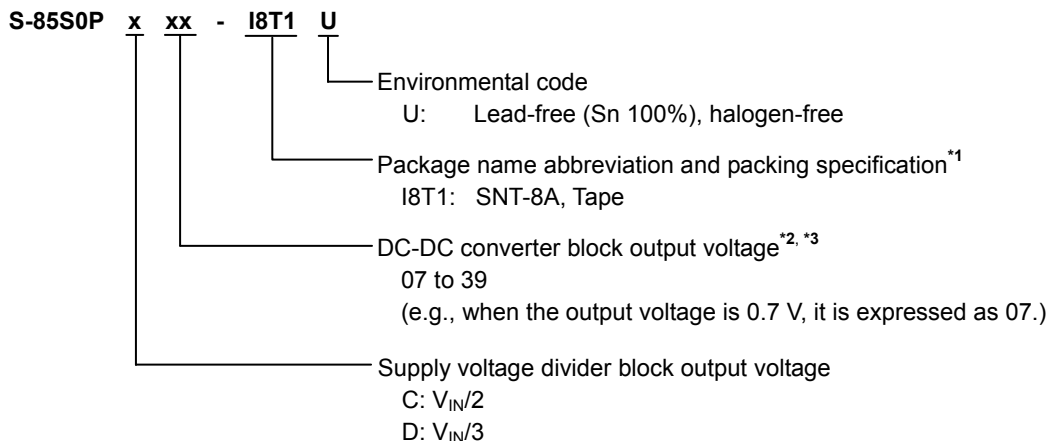 S-85S0P x xx - I8T1 U
Environmental code
U: Lead-free (Sn 100%), halogen-free
Package name abbreviation and packing specification*1
I8T1: SNT-8A, Tape
DC-DC converter block output voltage*2, *3
07 to 39
(e.g., when the output voltage is 0.7 V, it is expressed as 07.)
Supply voltage divider block output voltage
C: VIN/2
D: VIN/3